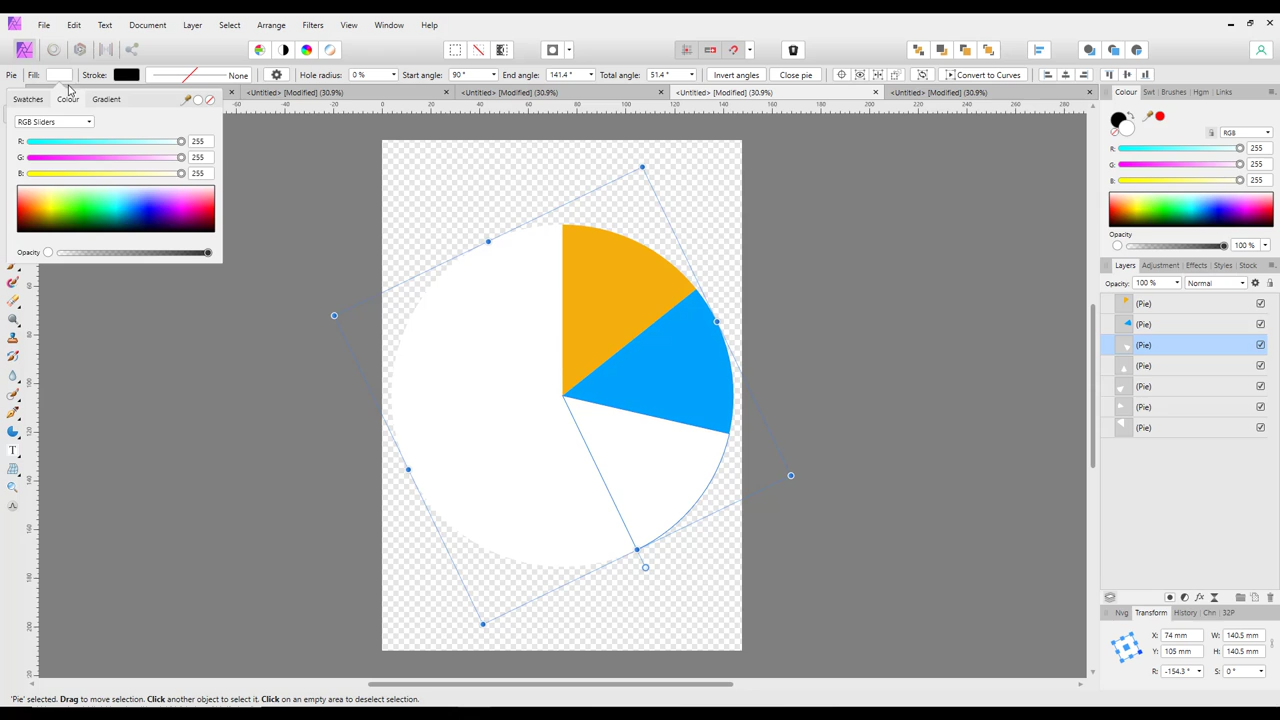 File Edit Text Document Layer Select Arrange Filters View Window Help
Pie Fill: Stroke: None Hole radius: 0 % Start angle: 90 ° End angle: 141.4 ° Total angle: 51.4 ° Invert angles Close pie Convert to Curves
Swatches Colour Gradient
<Untitled> [Modified] (30.9%) <Untitled> [Modified] (30.9%) <Untitled> [Modified] (30.9%) <Untitled> [Modified] (30.9%)
Colour Swt Brushes Hgm Links
RGB Sliders
R: 255
G: 255
B: 255
Opacity
RGB
R: 255
G: 255
B: 255
Opacity
100 %
Layers Adjustment Effects Styles Stock
Opacity: 100 % Normal
(Pie)
(Pie)
(Pie)
(Pie)
(Pie)
(Pie)
(Pie)
Nvg Transform History Chn 32P
X: 74 mm W: 140.5 mm
Y: 105 mm H: 140.5 mm
R: -154.3 ° S: 0 °
'Pie' selected. Drag to move selection. Click another object to select it. Click on an empty area to deselect selection.